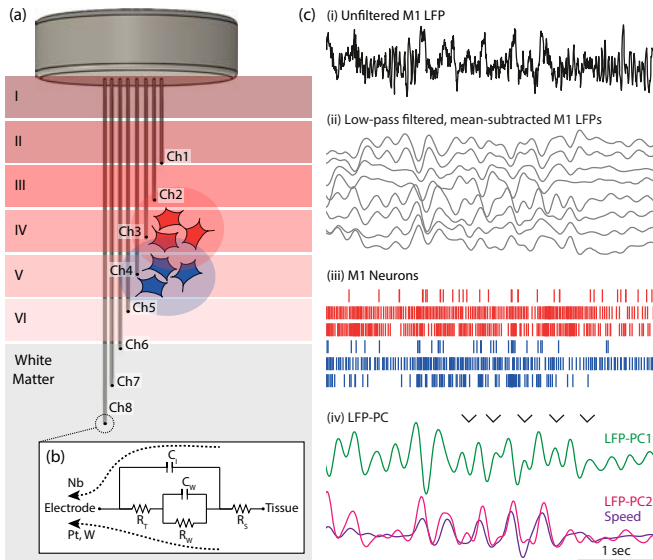 (a)
I
II
III
IV
V
VI
White
Matter
Ch1
Ch2
Ch3
Ch4
Ch5
Ch6
Ch7
Ch8
(b)
Nb
Electrode
Pt, W
C_I
C_W
R_T
R_W
R_S
Tissue
(c)
(i) Unfiltered M1 LFP
(ii) Low-pass filtered, mean-subtracted M1 LFPs
(iii) M1 Neurons
(iv) LFP-PC
LFP-PC1
LFP-PC2
Speed
1 sec